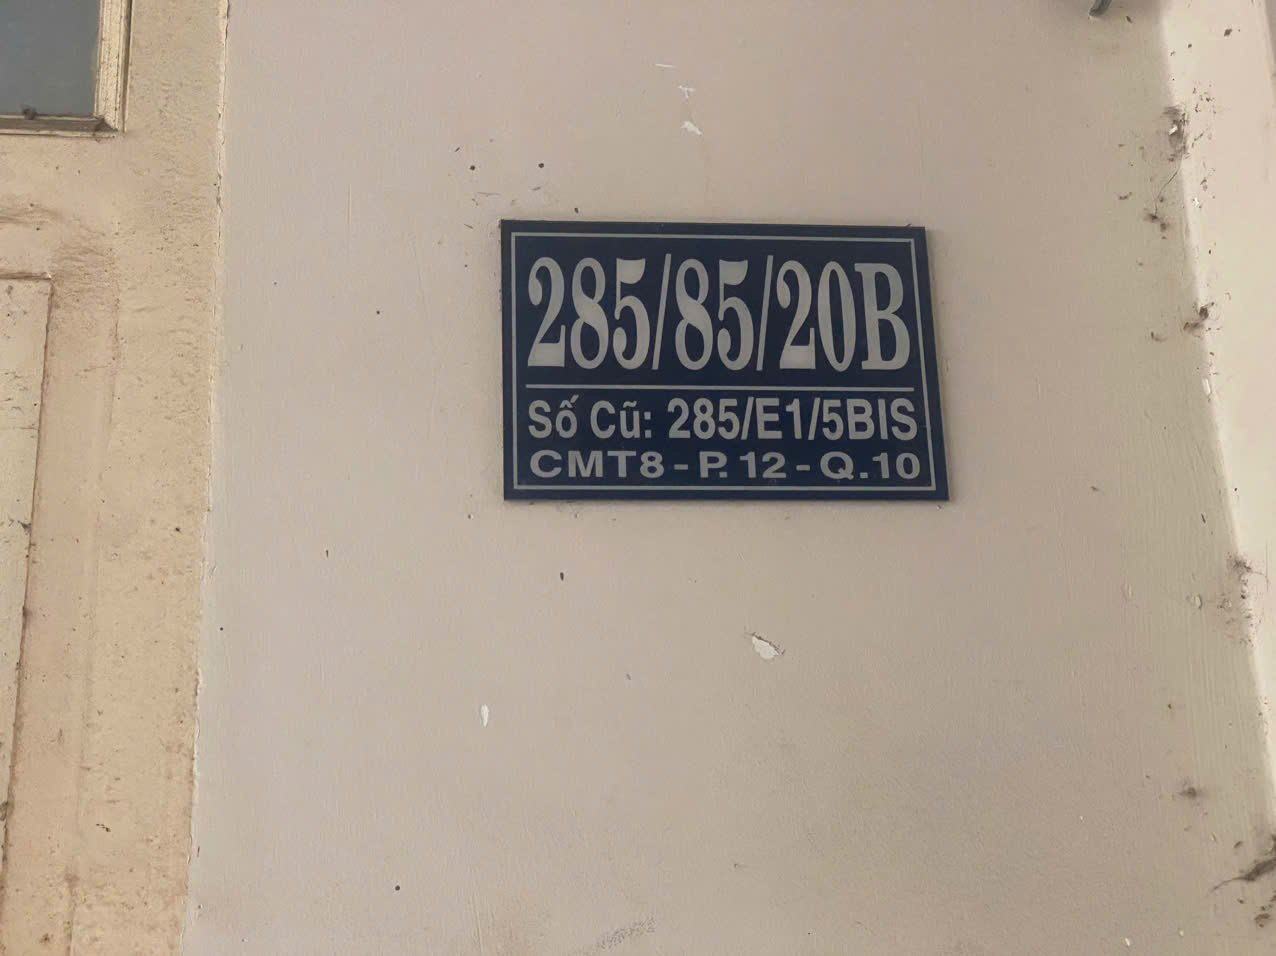 285/85/20B
Số Cũ: 285/E1/5BIS
CMT8 - P. 12 - Q.10